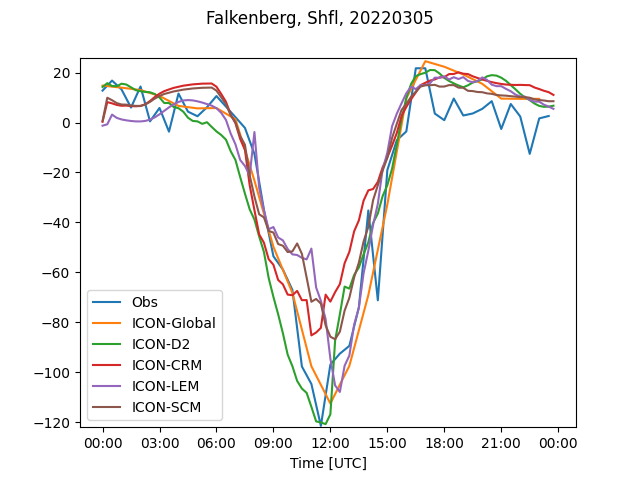 Falkenberg, Shfl, 20220305
20
0
−20
−40
−60
−80
−100
−120
Obs
ICON-Global
ICON-D2
ICON-CRM
ICON-LEM
ICON-SCM
00:00 03:00 06:00 09:00 12:00 15:00 18:00 21:00 00:00
Time [UTC]